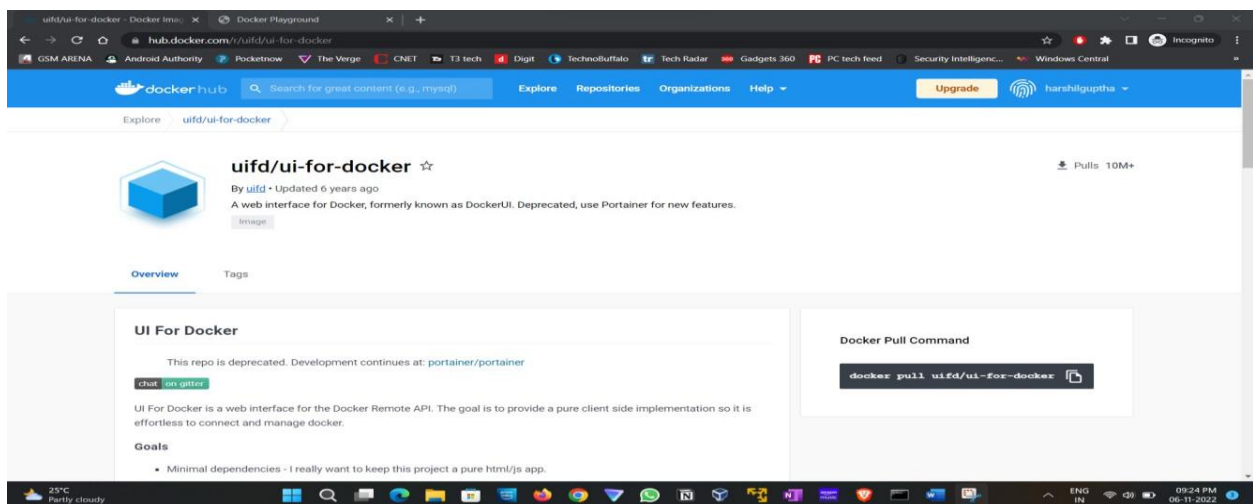 uifd/ui-for-docker - Docker Imag
Docker Playground
hub.docker.com/r/uifd/ui-for-docker
Incognito
GSM ARENA
Android Authority
Pocketnow
The Verge
CNET
T3 tech
Digit
TechnoBuffalo
Tech Radar
Gadgets 360
PC tech feed
Security Intelligenc...
Windows Central
dockerhub
Search for great content (e.g., mysql)
Explore
Repositories
Organizations
Help
Upgrade
harshilguptha
Explore
uifd/ui-for-docker
uifd/ui-for-docker
Pulls 10M+
By uifd • Updated 6 years ago
A web interface for Docker, formerly known as DockerUI. Deprecated, use Portainer for new features.
Image
Overview
Tags
UI For Docker
This repo is deprecated. Development continues at: portainer/portainer
chat on gitter
UI For Docker is a web interface for the Docker Remote API. The goal is to provide a pure client side implementation so it is
effortless to connect and manage docker.
Goals
• Minimal dependencies - I really want to keep this project a pure html/js app.
Docker Pull Command
docker pull uifd/ui-for-docker
25°C
Partly cloudy
ENG
IN
09:24 PM
06-11-2022